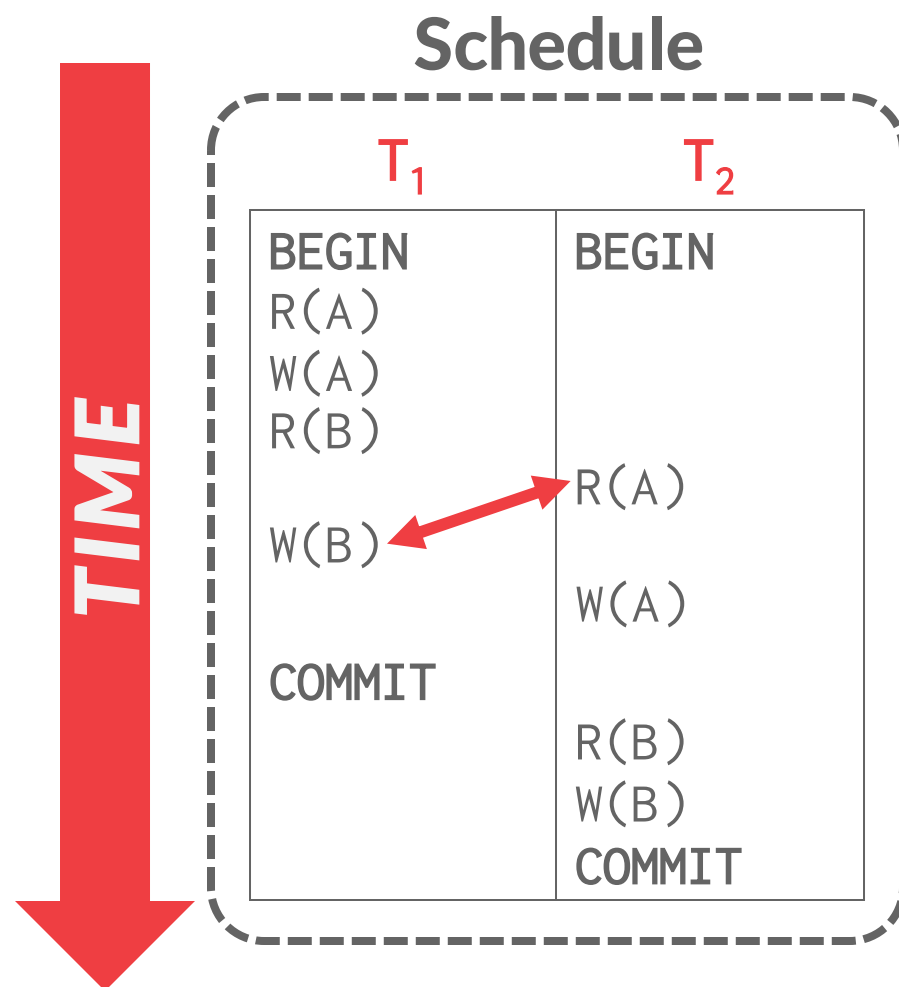 Schedule
TIME
T₁ T₂
BEGIN BEGIN
R(A)
W(A)
R(B)
R(A)
W(B)
W(A)
COMMIT
R(B)
W(B)
COMMIT